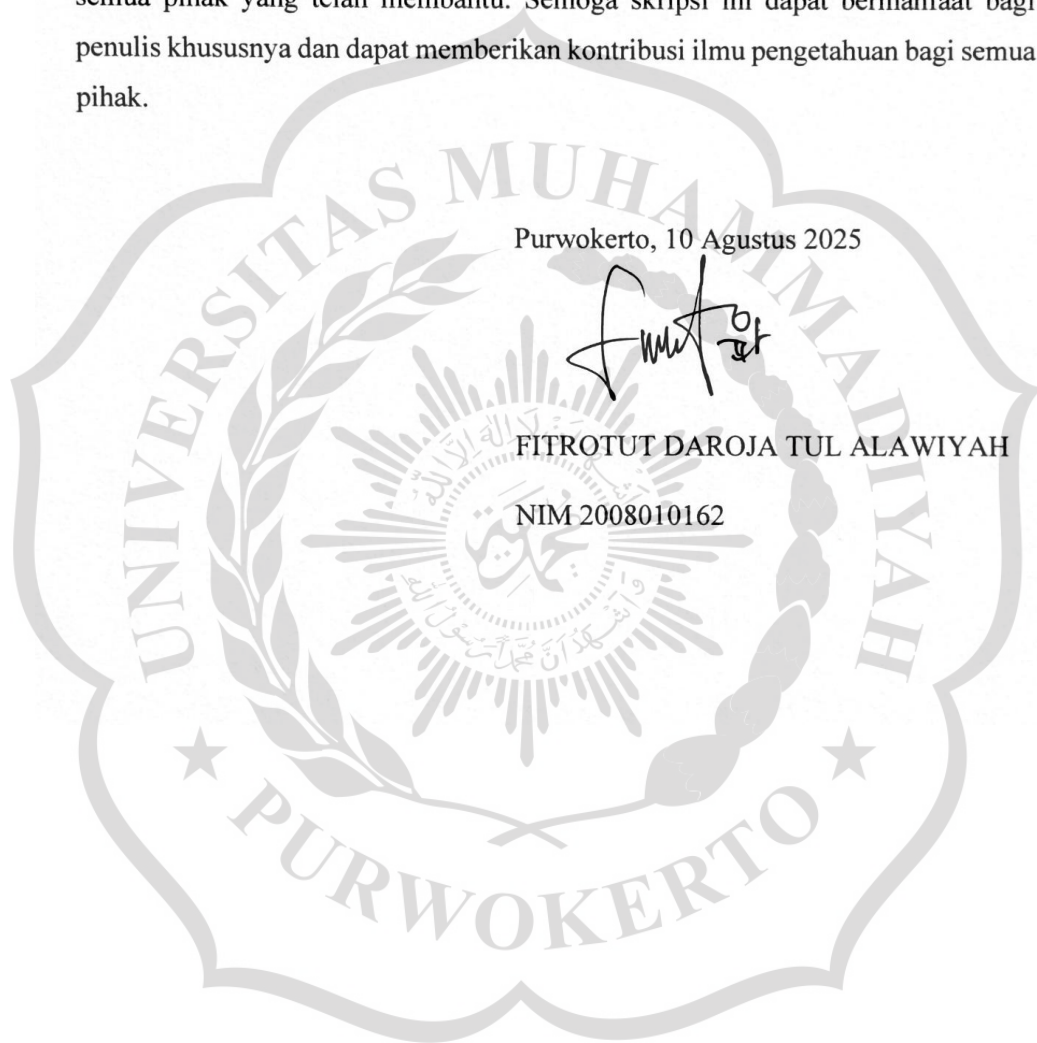 semua pihak yang telah membantu. Semoga skripsi ini dapat bermanfaat bagi
penulis khususnya dan dapat memberikan kontribusi ilmu pengetahuan bagi semua
pihak.
UNIVERSITAS MUHAMMADIYAH
Purwokerto, 10 Agustus 2025
FITROTUT DAROJA TUL ALAWIYAH
NIM 2008010162
PURWOKERTO